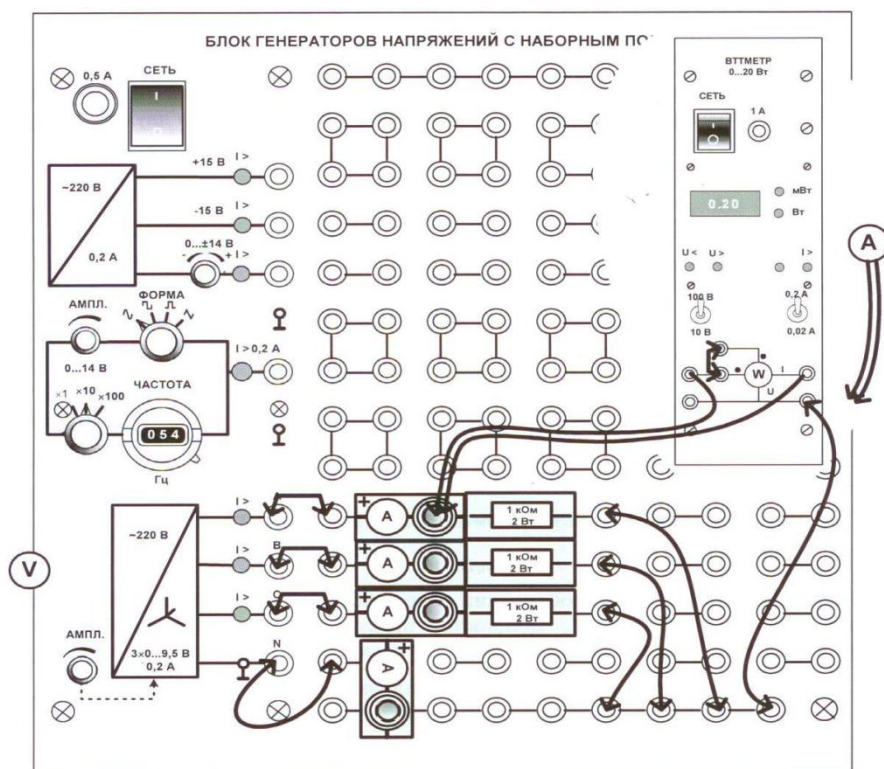 БЛОК ГЕНЕРАТОРОВ НАПРЯЖЕНИЙ С НАБОРНЫМ ПО
0,5 А
СЕТЬ
I
O
+15 В
I >
~220 В
-15 В
I >
0,2 А
0...±14 В
- + I >
АМПЛ.
ФОРМА
0...14 В
I > 0,2 А
×1 ×10 ×100
ЧАСТОТА
0 5 4
Гц
ВТТМЕТР
0...20 Вт
СЕТЬ
I
O
1 А
0.20
мВт
Вт
U < U > I >
100 В
0,2 А
10 В
0,02 А
W
I
U
A
V
I >
~220 В
I >
B
I >
C
АМПЛ.
3×0...9,5 В
0,2 А
N
+
A
1 кОм
2 Вт
+
A
1 кОм
2 Вт
+
A
1 кОм
2 Вт
+
A